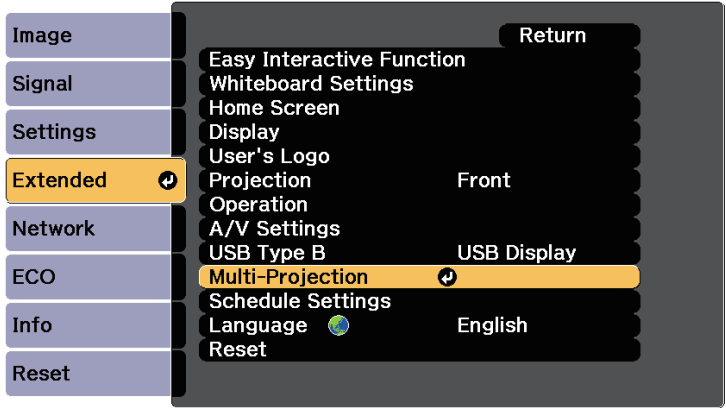 Image
Signal
Settings
Extended
Network
ECO
Info
Reset
Return
Easy Interactive Function
Whiteboard Settings
Home Screen
Display
User's Logo
Projection Front
Operation
A/V Settings
USB Type B USB Display
Multi-Projection
Schedule Settings
Language English
Reset